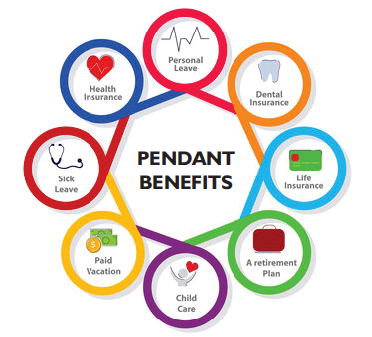 Personal
Leave
Dental
Insurance
Life
Insurance
A retirement
Plan
Child
Care
Paid
Vacation
Sick
Leave
Health
Insurance
PENDANT
BENEFITS
$